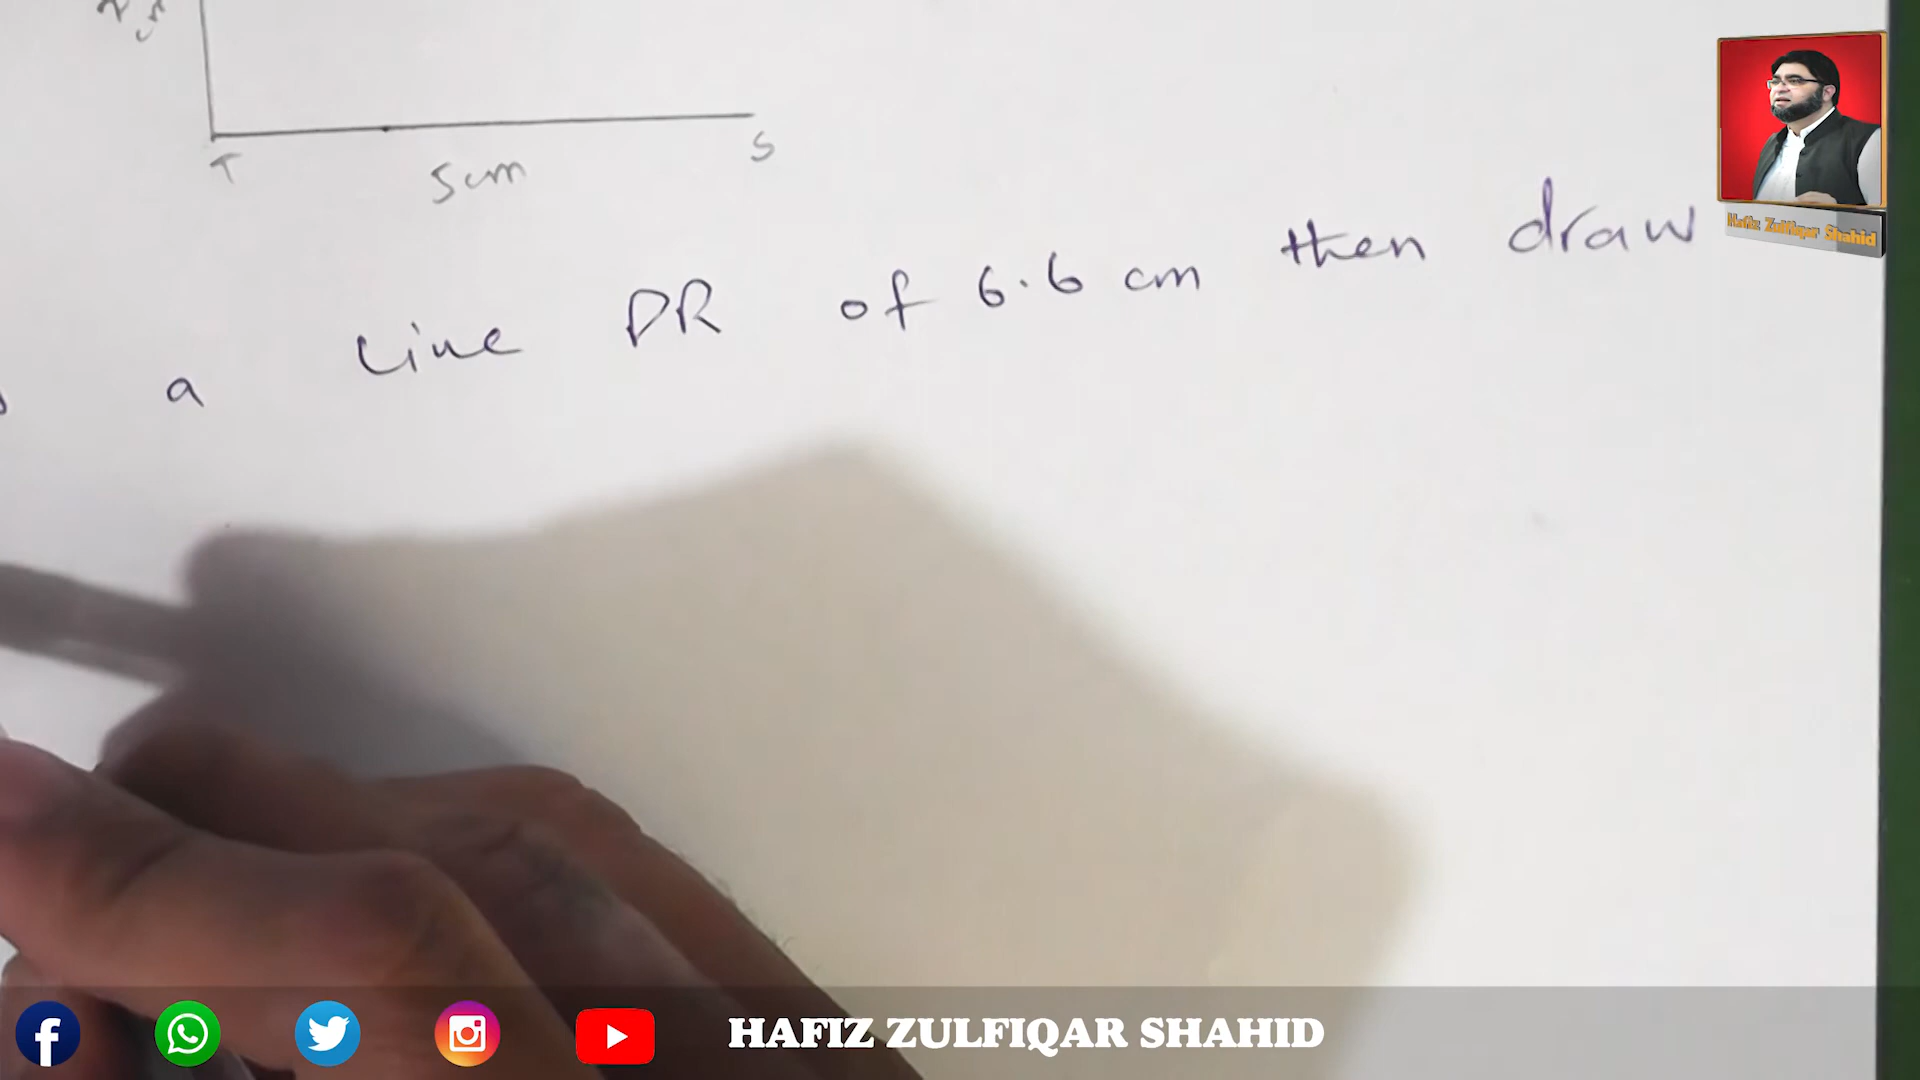 T
5cm
S
a line PR of 6.6 cm then draw
Hafiz Zulfiqar Shahid
HAFIZ ZULFIQAR SHAHID